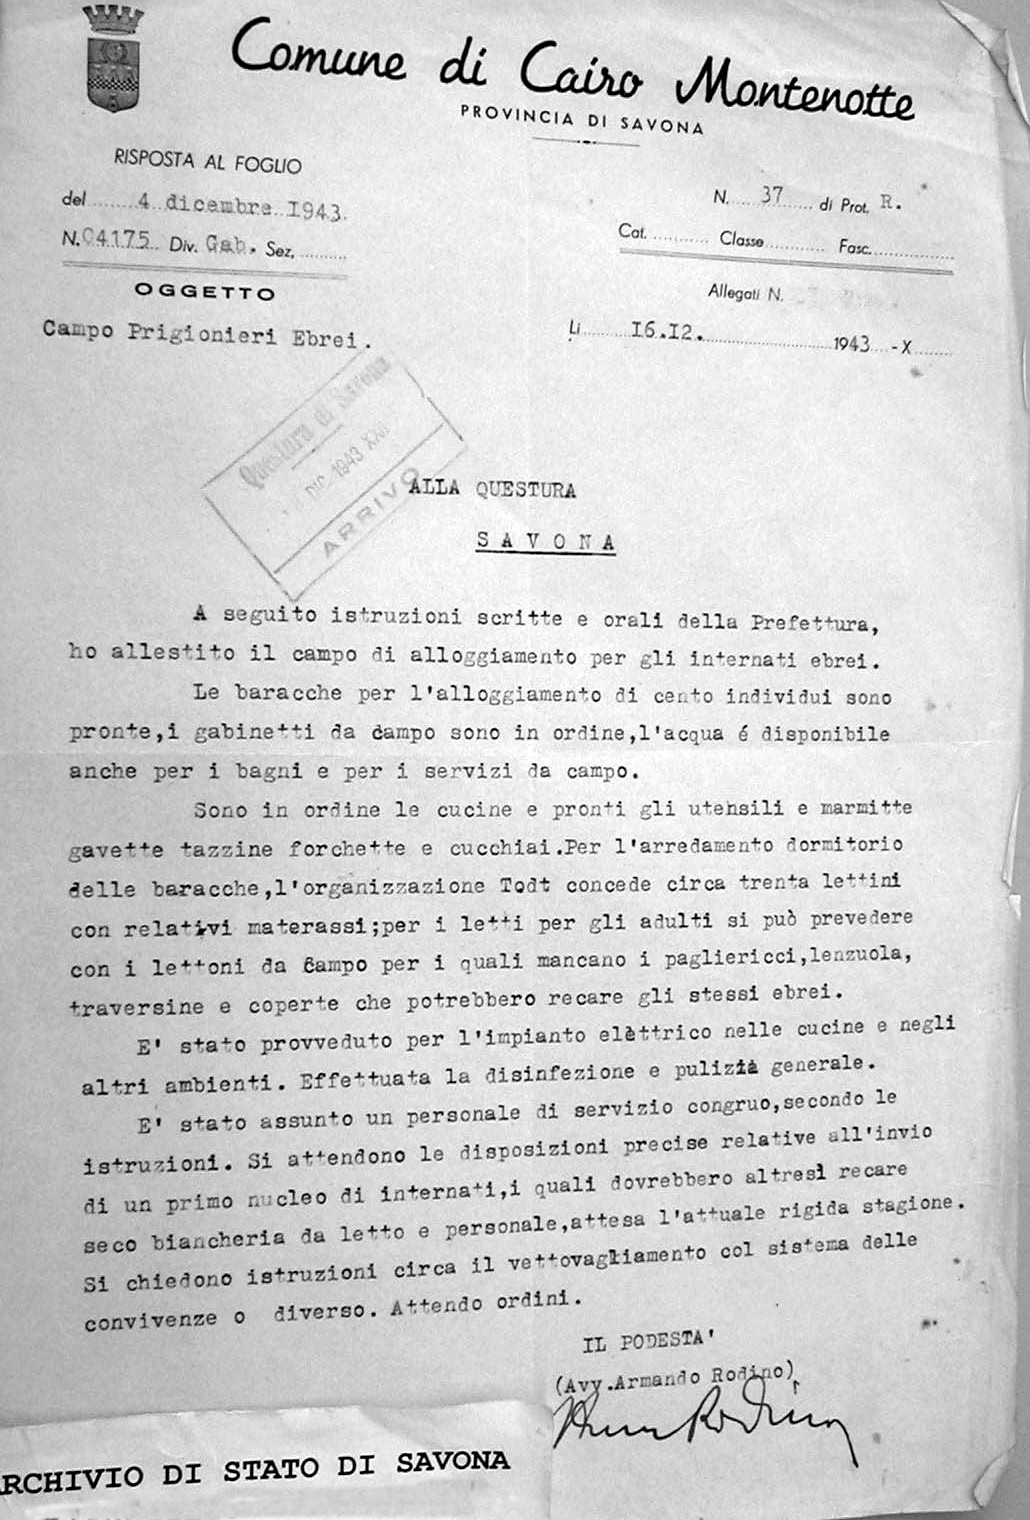 Comune di Cairo Montenotte
PROVINCIA DI SAVONA
RISPOSTA AL FOGLIO
del 4 dicembre 1943.
N. 04175 Div. Gab. Sez.
OGGETTO
Campo Prigionieri Ebrei.
N. 37 di Prot. R.
Cat. Classe Fasc.
Allegati N.
Li 16.12. 1943 -X
Questura di Savona
DIC. 1943 XXII
ARRIVO
ALLA QUESTURA
SAVONA
A seguito istruzioni scritte e orali della Prefettura,
ho allestito il campo di alloggiamento per gli internati ebrei.
Le baracche per l'alloggiamento di cento individui sono
pronte,i gabinetti da campo sono in ordine,l'acqua é disponibile
anche per i bagni e per i servizi da campo.
Sono in ordine le cucine e pronti gli utensili e marmitte
gavette tazzine forchette e cucchiai.Per l'arredamento dormitorio
delle baracche,l'organizzazione Todt concede circa trenta lettini
con relativi materassi;per i letti per gli adulti si può prevedere
con i lettoni da campo per i quali mancano i pagliericci,lenzuola,
traversine e coperte che potrebbero recare gli stessi ebrei.
E' stato provveduto per l'impianto elèttrico nelle cucine e negli
altri ambienti. Effettuata la disinfezione e pulizia generale.
E' stato assunto un personale di servizio congruo,secondo le
istruzioni. Si attendono le disposizioni precise relative all'invio
di un primo nucleo di internati,i quali dovrebbero altresì recare
seco biancheria da letto e personale,attesa l'attuale rigida stagione.
Si chiedono istruzioni circa il vettovagliamento col sistema delle
convivenze o diverso. Attendo ordini.
IL PODESTA'
(Avv.Armando Rodino)
ARCHIVIO DI STATO DI SAVONA